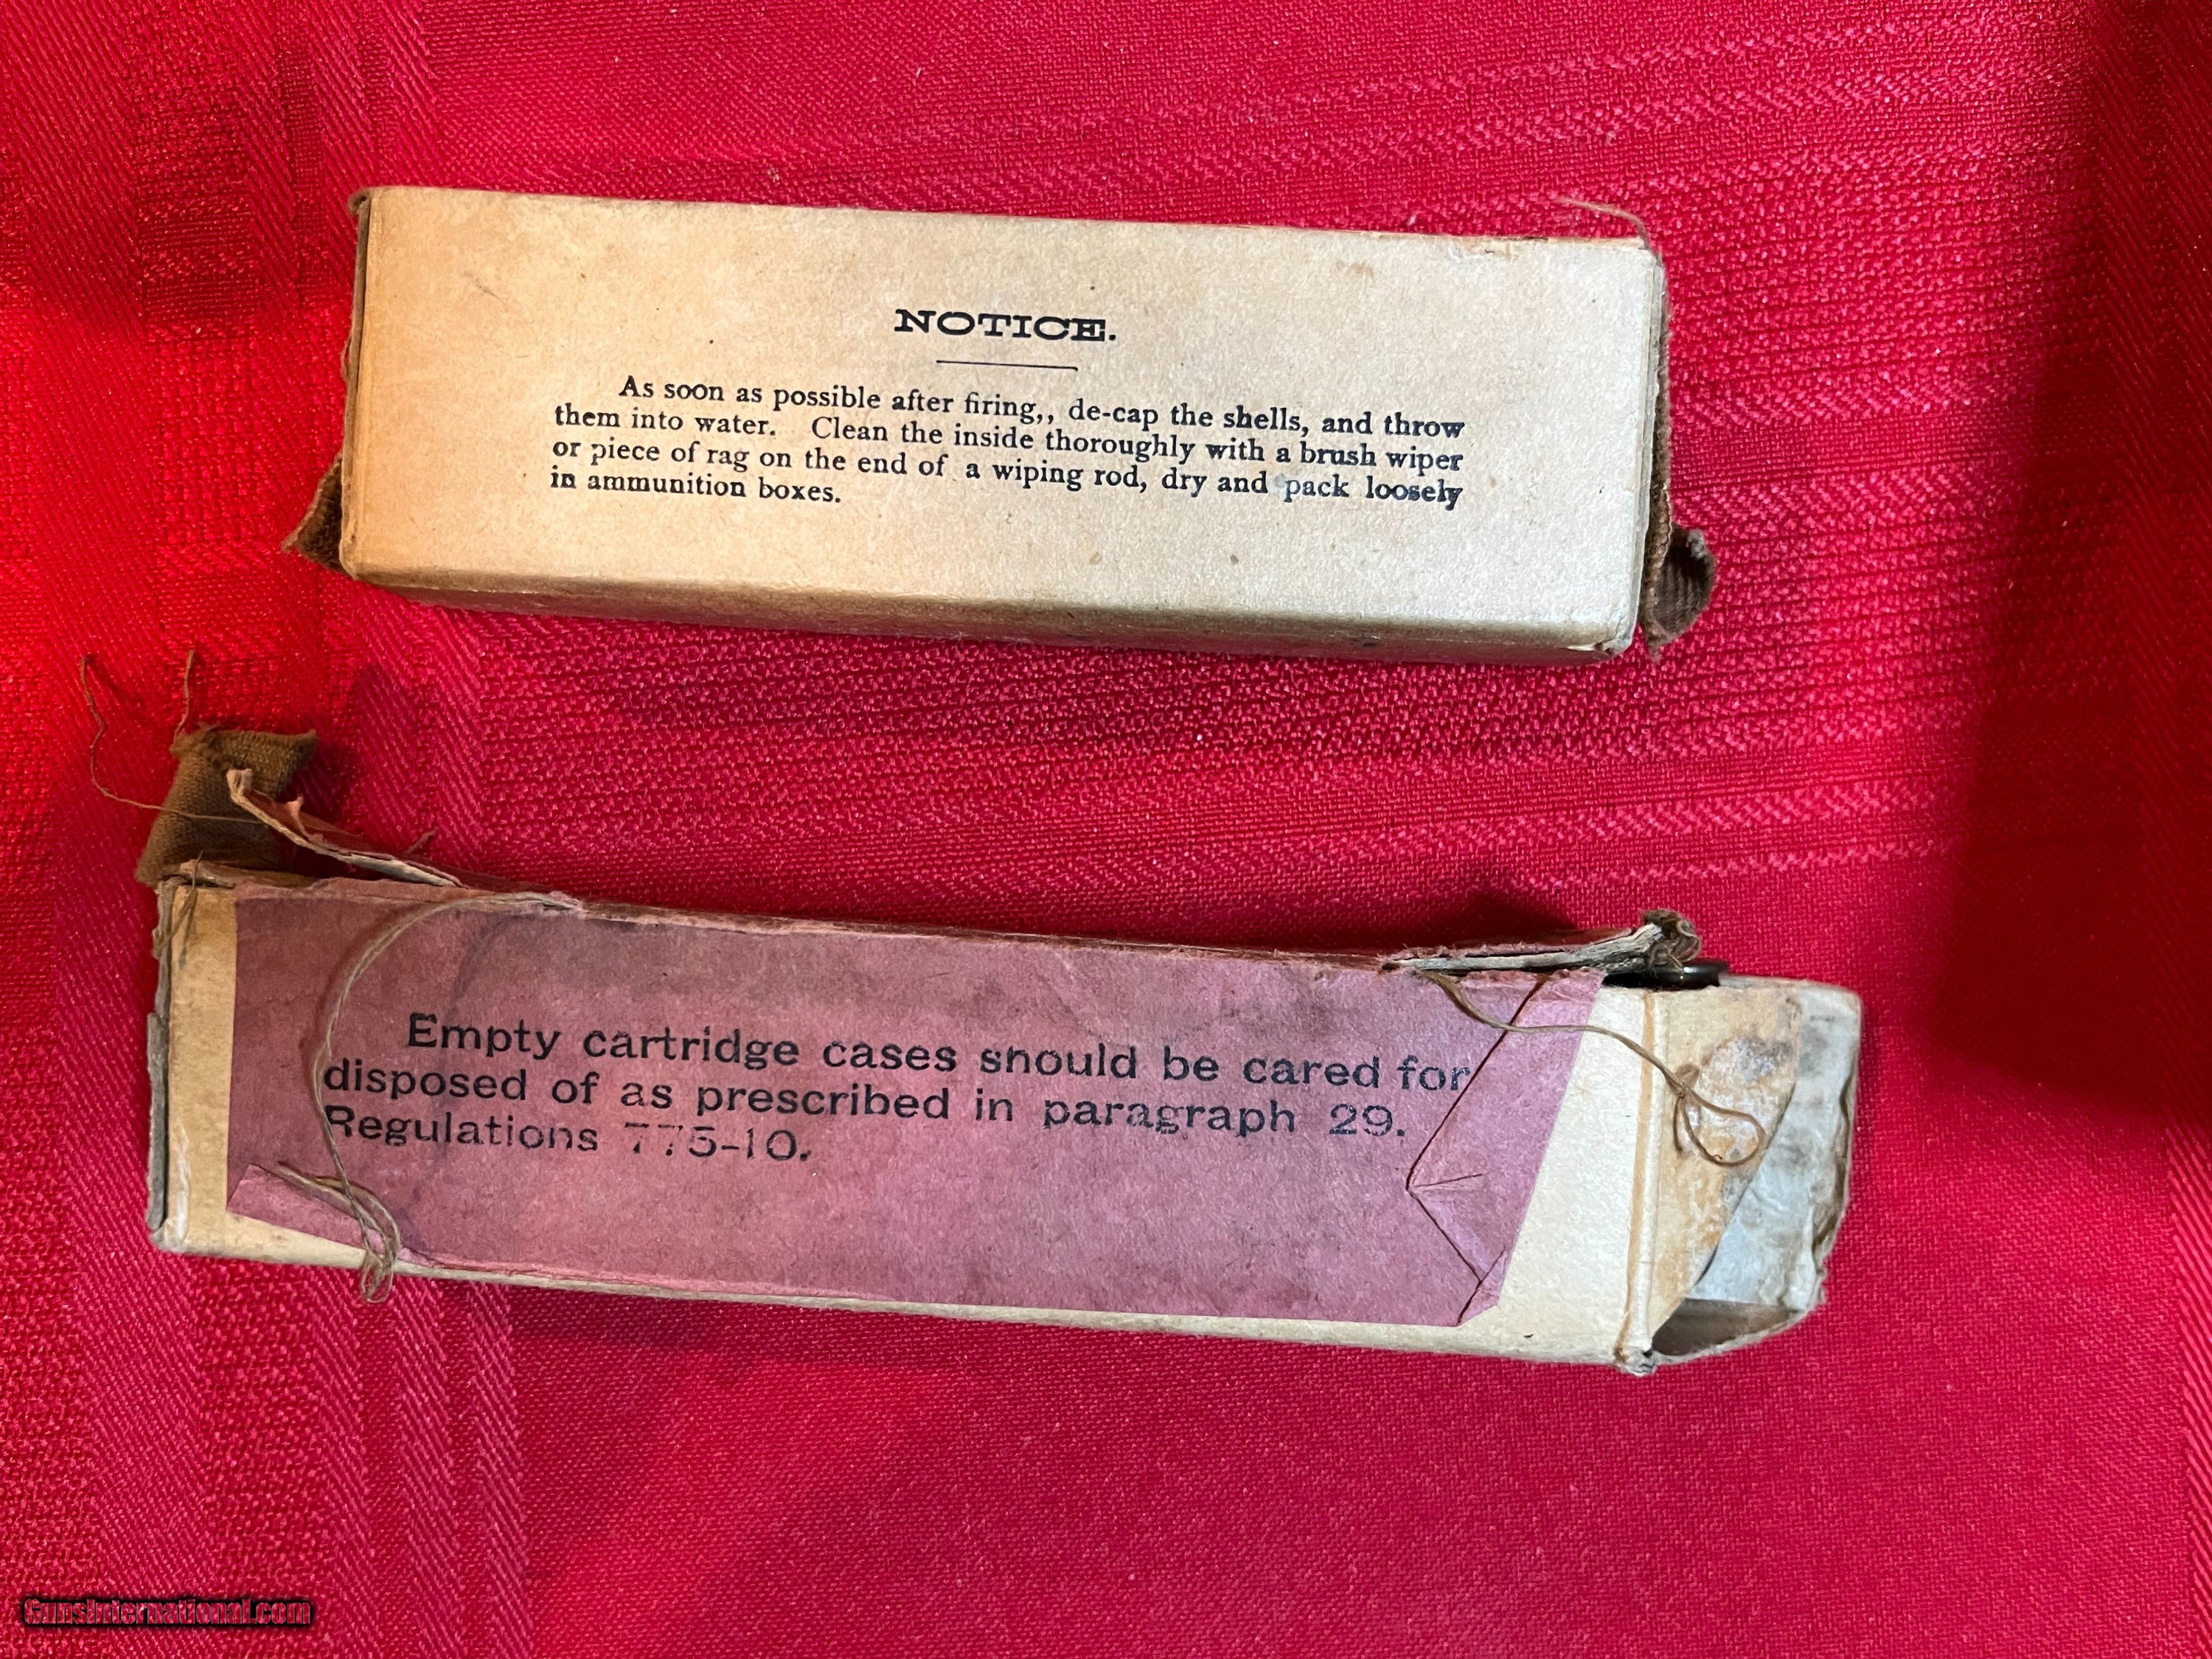 NOTICE.
As soon as possible after firing,, de-cap the shells, and throw
them into water. Clean the inside thoroughly with a brush wiper
or piece of rag on the end of a wiping rod, dry and pack loosely
in ammunition boxes.
Empty cartridge cases should be cared for
disposed of as prescribed in paragraph 29.
Regulations 775-10.
GunsInternational.com